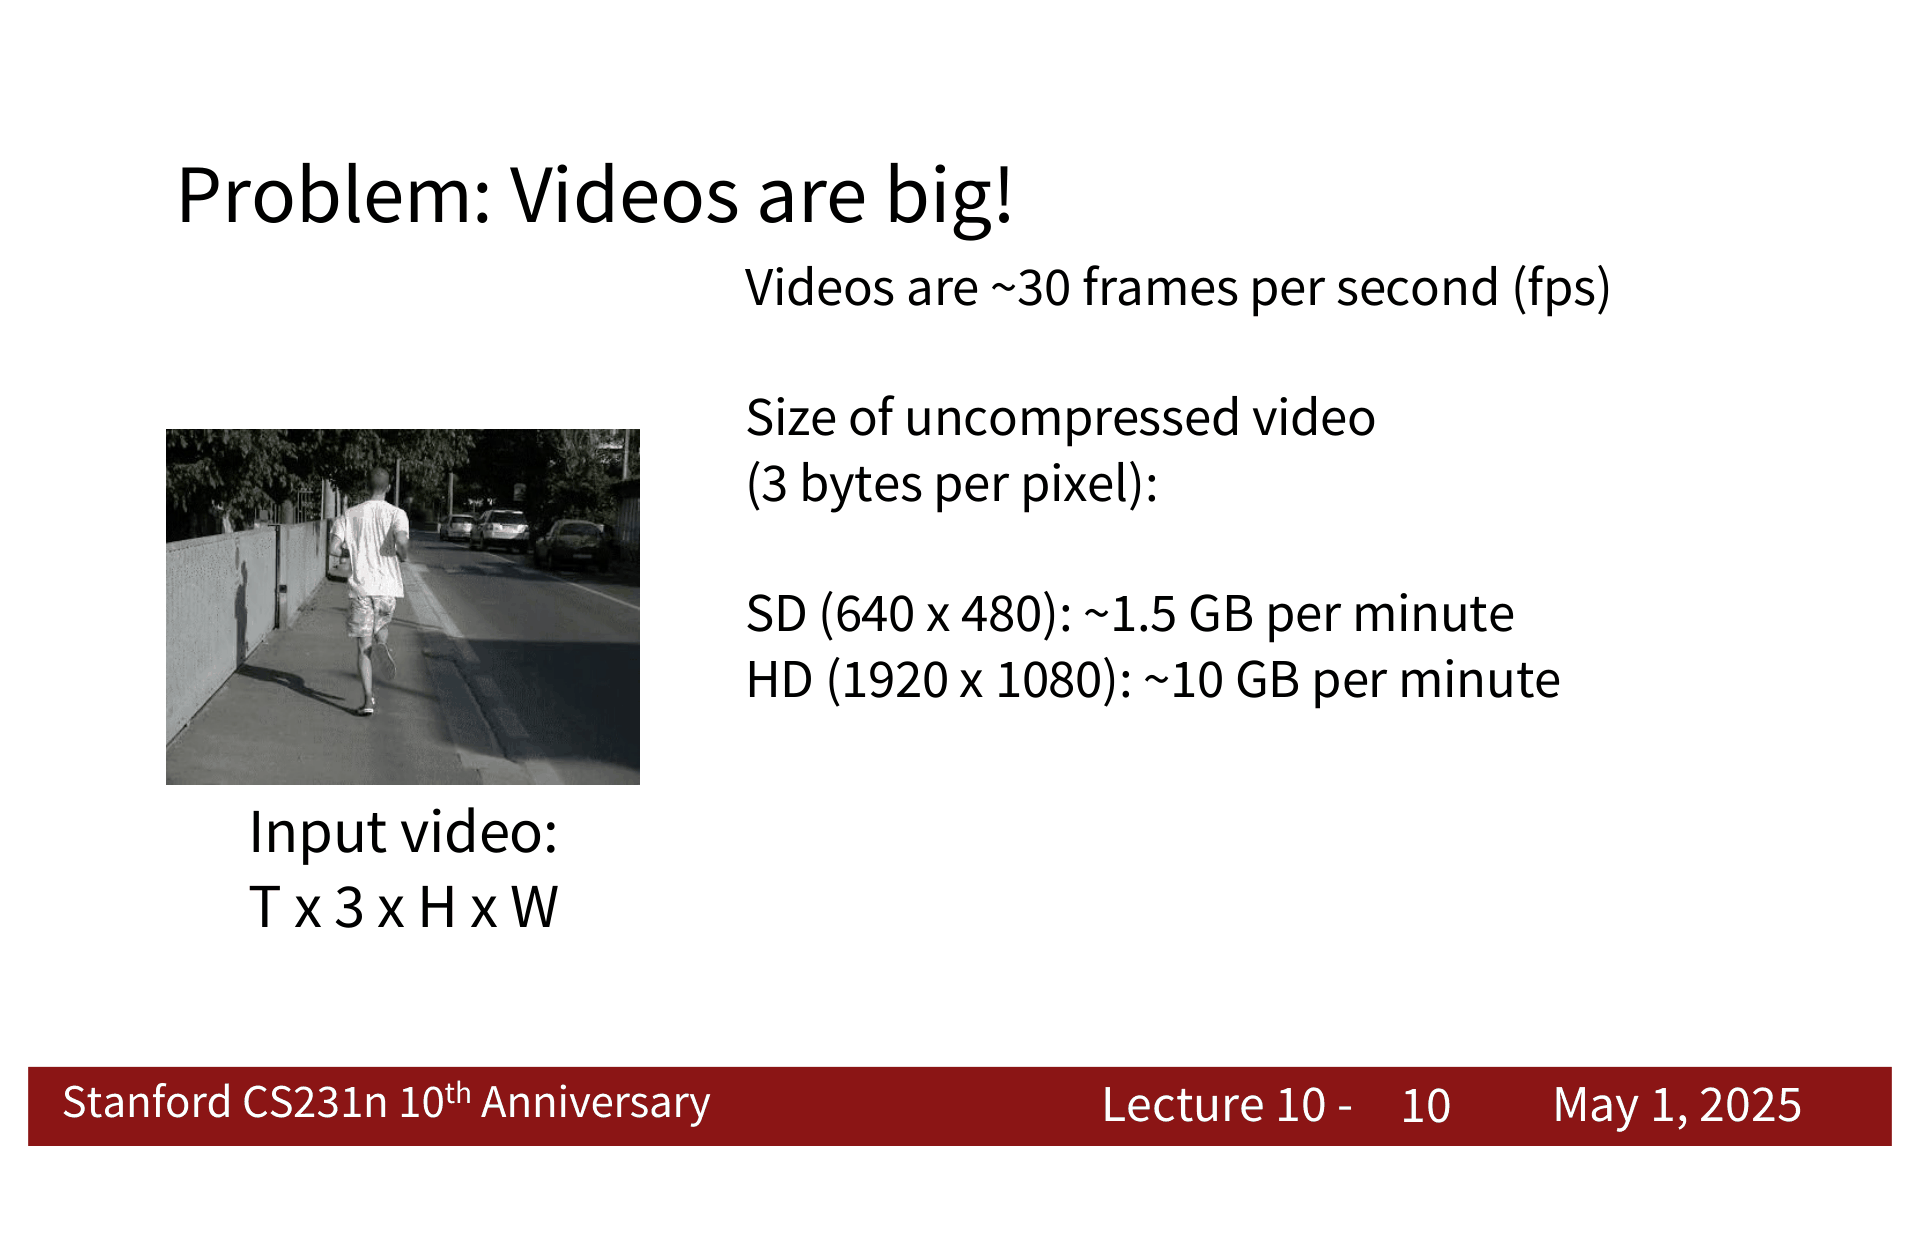 Problem: Videos are big!
Videos are ~30 frames per second (fps)
Size of uncompressed video
(3 bytes per pixel):
SD (640 x 480): ~1.5 GB per minute
HD (1920 x 1080): ~10 GB per minute
Input video:
T x 3 x H x W
Stanford CS231n 10th Anniversary
Lecture 10 - 10
May 1, 2025